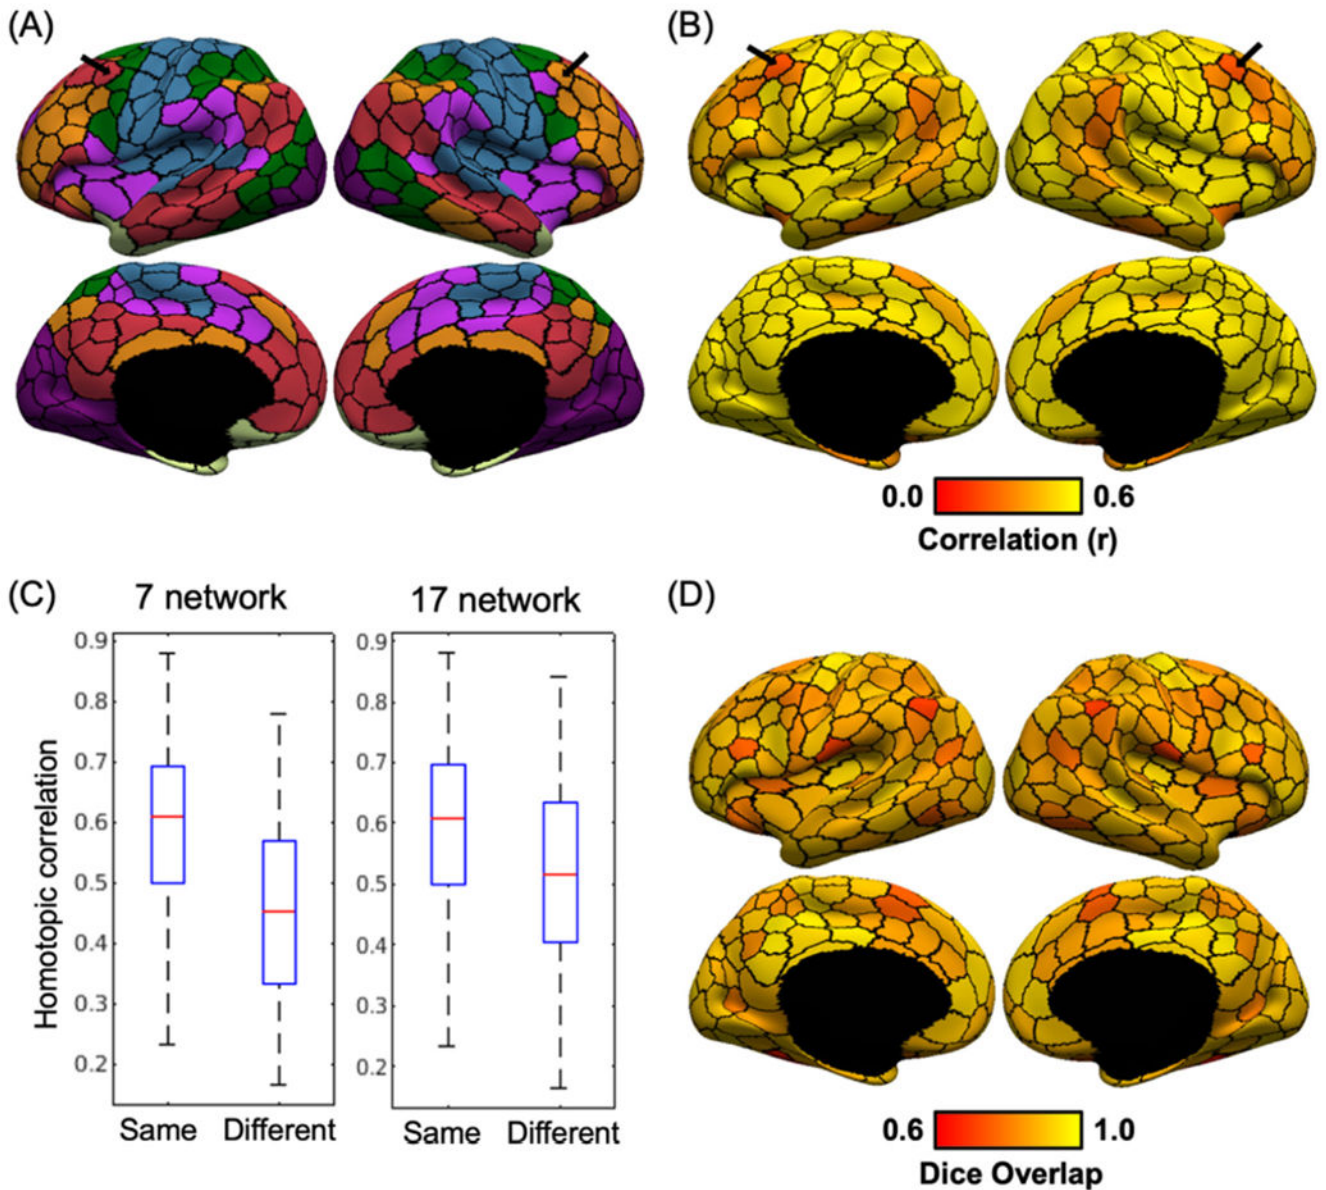 (A)
(B)
0.0 0.6
Correlation (r)
(C)
7 network
17 network
(D)
Homotopic correlation
0.9
0.8
0.7
0.6
0.5
0.4
0.3
0.2
Same Different
0.9
0.8
0.7
0.6
0.5
0.4
0.3
0.2
Same Different
0.6 1.0
Dice Overlap